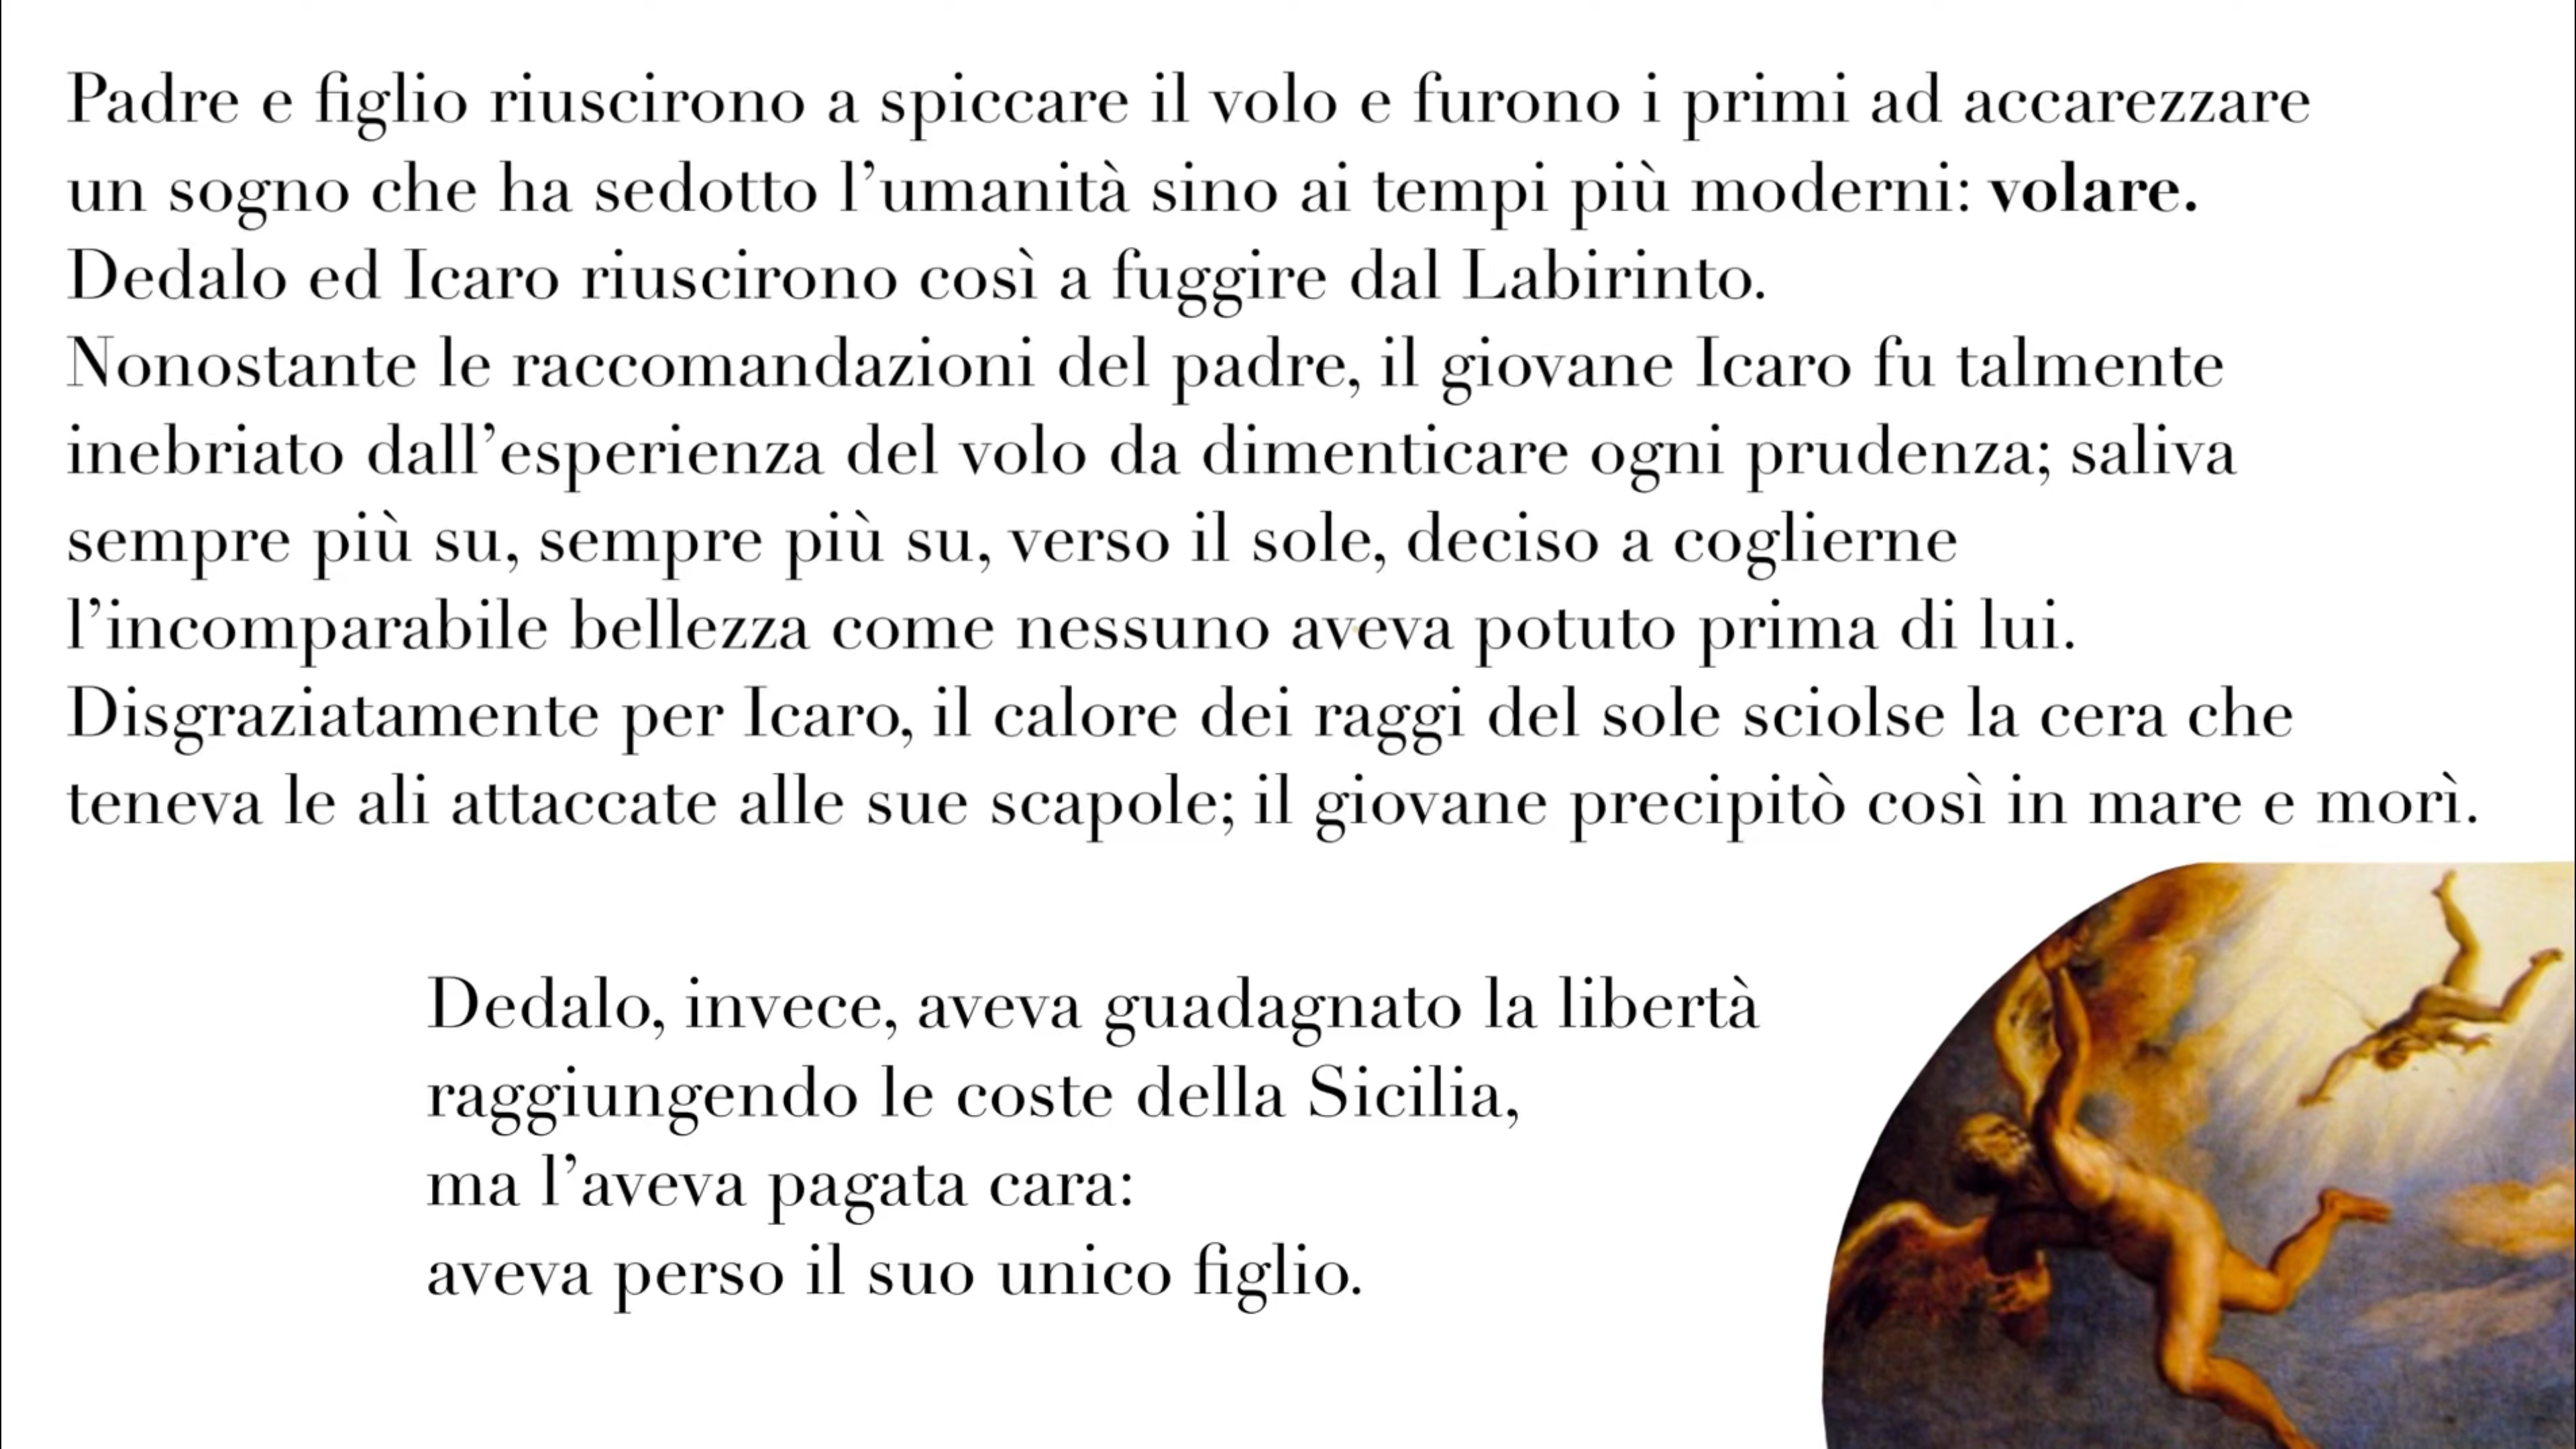 Padre e figlio riuscirono a spiccare il volo e furono i primi ad accarezzare
un sogno che ha sedotto l’umanità sino ai tempi più moderni: volare.
Dedalo ed Icaro riuscirono così a fuggire dal Labirinto.
Nonostante le raccomandazioni del padre, il giovane Icaro fu talmente
inebriato dall’esperienza del volo da dimenticare ogni prudenza; saliva
sempre più su, sempre più su, verso il sole, deciso a coglierne
l’incomparabile bellezza come nessuno aveva potuto prima di lui.
Disgraziatamente per Icaro, il calore dei raggi del sole sciolse la cera che
teneva le ali attaccate alle sue scapole; il giovane precipitò così in mare e morì.
Dedalo, invece, aveva guadagnato la libertà
raggiungendo le coste della Sicilia,
ma l’aveva pagata cara:
aveva perso il suo unico figlio.